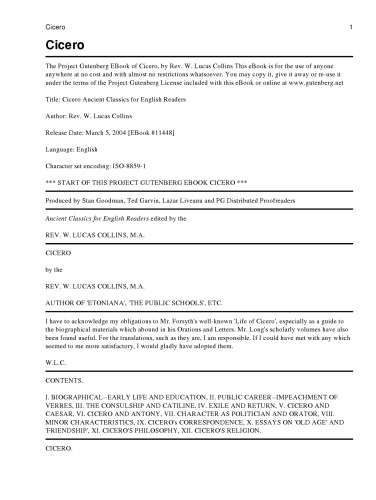 Cicero 1
Cicero
The Project Gutenberg EBook of Cicero, by Rev. W. Lucas Collins This eBook is for the use of anyone
anywhere at no cost and with almost no restrictions whatsoever. You may copy it, give it away or re-use it
under the terms of the Project Gutenberg License included with this eBook or online at www.gutenberg.net
Title: Cicero Ancient Classics for English Readers
Author: Rev. W. Lucas Collins
Release Date: March 5, 2004 [EBook #11448]
Language: English
Character set encoding: ISO-8859-1
*** START OF THIS PROJECT GUTENBERG EBOOK CICERO ***
Produced by Stan Goodman, Ted Garvin, Lazar Liveanu and PG Distributed Proofreaders
Ancient Classics for English Readers edited by the
REV. W. LUCAS COLLINS, M.A.
CICERO
by the
REV. W. LUCAS COLLINS, M.A.
AUTHOR OF 'ETONIANA', 'THE PUBLIC SCHOOLS', ETC.
I have to acknowledge my obligations to Mr. Forsyth's well-known 'Life of Cicero', especially as a guide to
the biographical materials which abound in his Orations and Letters. Mr. Long's scholarly volumes have also
been found useful. For the translations, such as they are, I am responsible. If I could have met with any which
seemed to me more satisfactory, I would gladly have adopted them.
W.L.C.
CONTENTS.
I. BIOGRAPHICAL--EARLY LIFE AND EDUCATION, II. PUBLIC CAREER--IMPEACHMENT OF
VERRES, III. THE CONSULSHIP AND CATILINE, IV. EXILE AND RETURN, V. CICERO AND
CAESAR, VI. CICERO AND ANTONY, VII. CHARACTER AS POLITICIAN AND ORATOR, VIII.
MINOR CHARACTERISTICS, IX. CICERO's CORRESPONDENCE, X. ESSAYS ON 'OLD AGE' AND
'FRIENDSHIP', XI. CICERO'S PHILOSOPHY, XII. CICERO'S RELIGION.
CICERO.